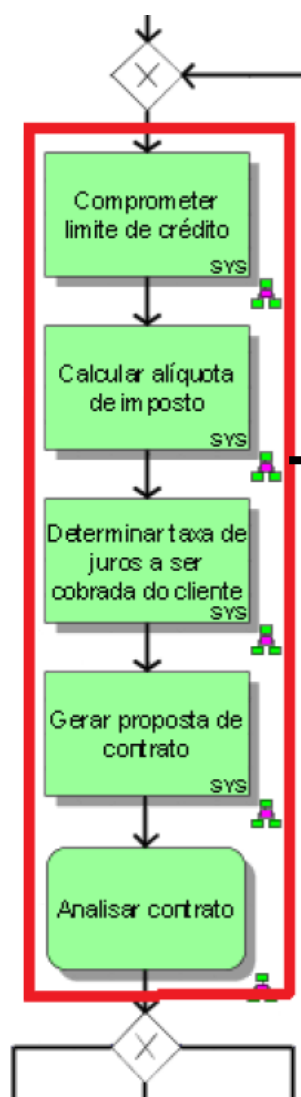 Comprometer
limite de crédito
SYS
Calcular alíquota
de imposto
SYS
Determinar taxa de
juros a ser
cobrada do cliente
SYS
Gerar proposta de
contrato
SYS
Analisar contrato